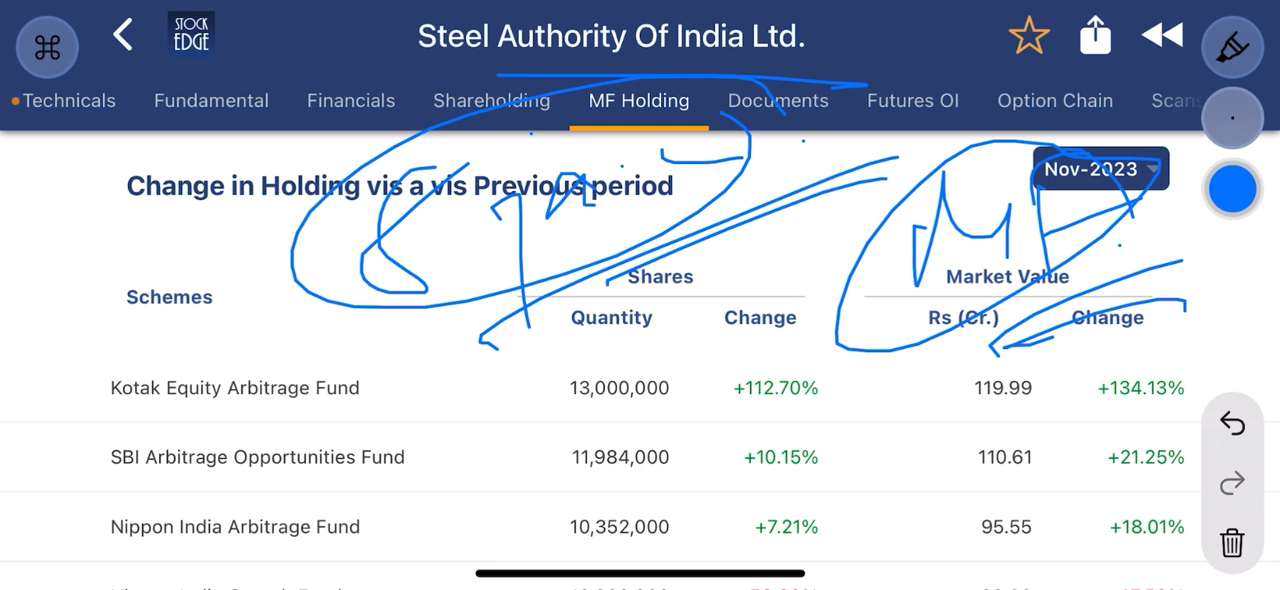 STOCK EDGE
Steel Authority Of India Ltd.
Technicals Fundamental Financials Shareholding MF Holding Documents Futures OI Option Chain Scans
Change in Holding vis a vis Previous period
Nov-2023
MF
Schemes
Shares
Market Value
Quantity Change Rs (Cr.) Change
Kotak Equity Arbitrage Fund 13,000,000 +112.70% 119.99 +134.13%
SBI Arbitrage Opportunities Fund 11,984,000 +10.15% 110.61 +21.25%
Nippon India Arbitrage Fund 10,352,000 +7.21% 95.55 +18.01%